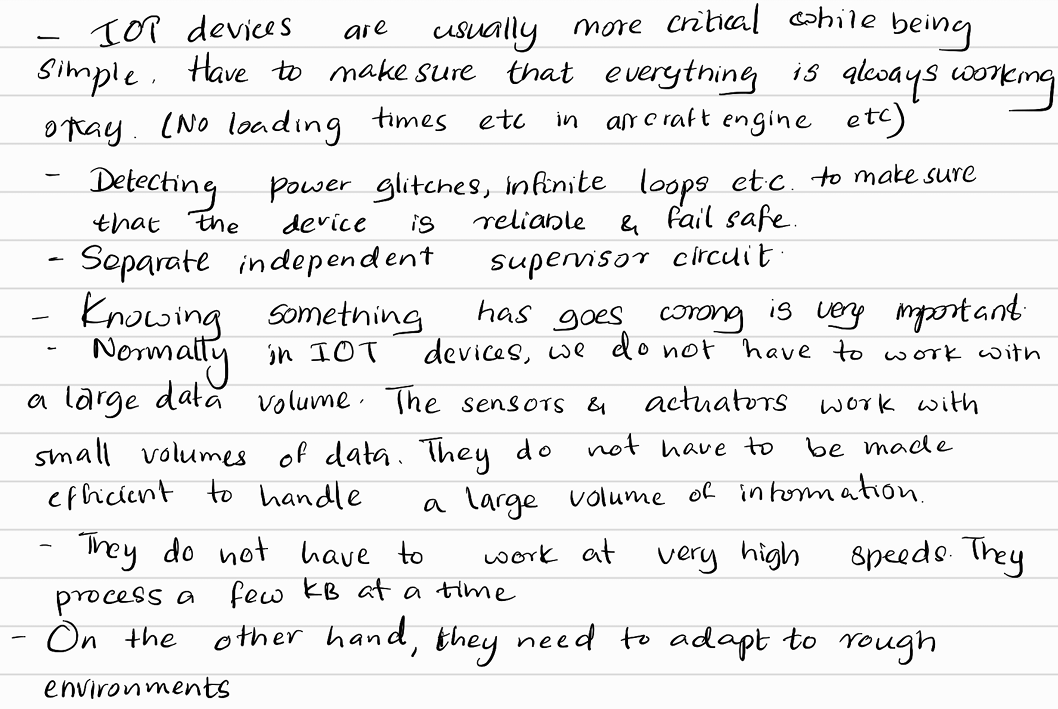 - IOT devices are usually more critical while being
simple. Have to make sure that everything is always working
okay. (No loading times etc in aircraft engine etc)
- Detecting power glitches, infinite loops etc. to make sure
that the device is reliable & fail safe.
- Separate independent supervisor circuit.
- Knowing something has goes wrong is very important.
- Normally in IOT devices, we do not have to work with
a large data volume. The sensors & actuators work with
small volumes of data. They do not have to be made
efficient to handle a large volume of information.
- They do not have to work at very high speeds. They
process a few KB at a time
- On the other hand, they need to adapt to rough
environments